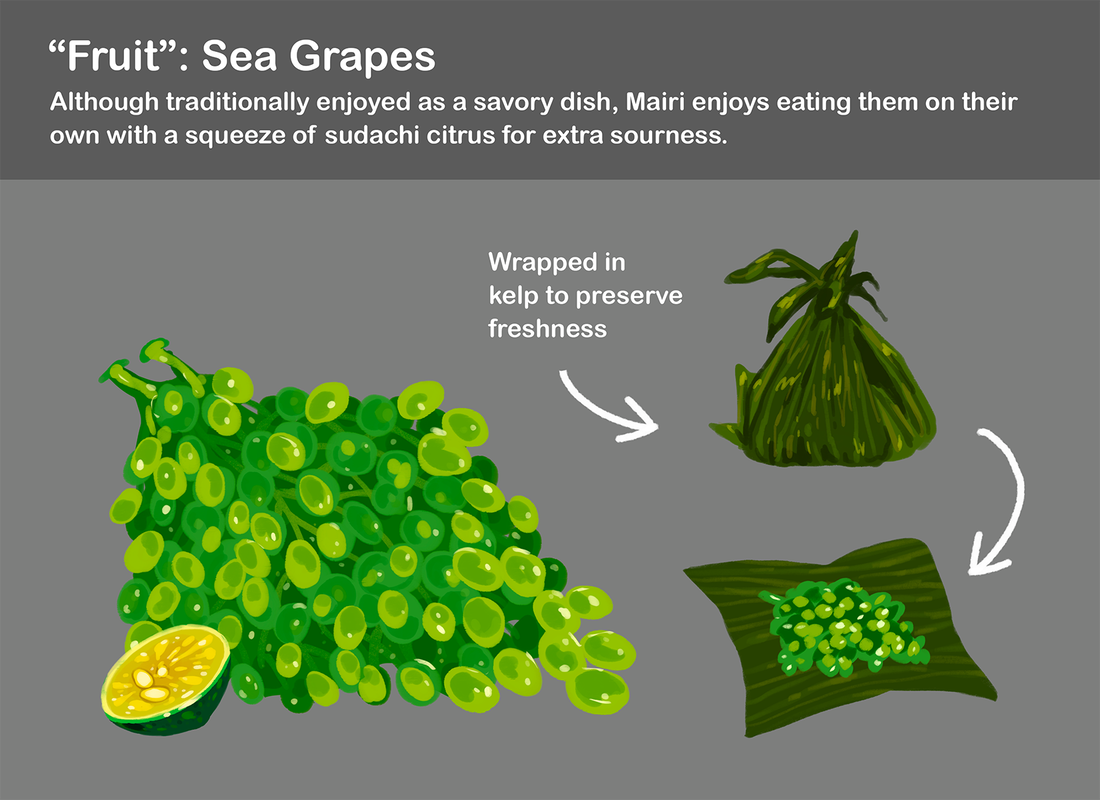 “Fruit”: Sea Grapes
Although traditionally enjoyed as a savory dish, Mairi enjoys eating them on their
own with a squeeze of sudachi citrus for extra sourness.
Wrapped in
kelp to preserve
freshness